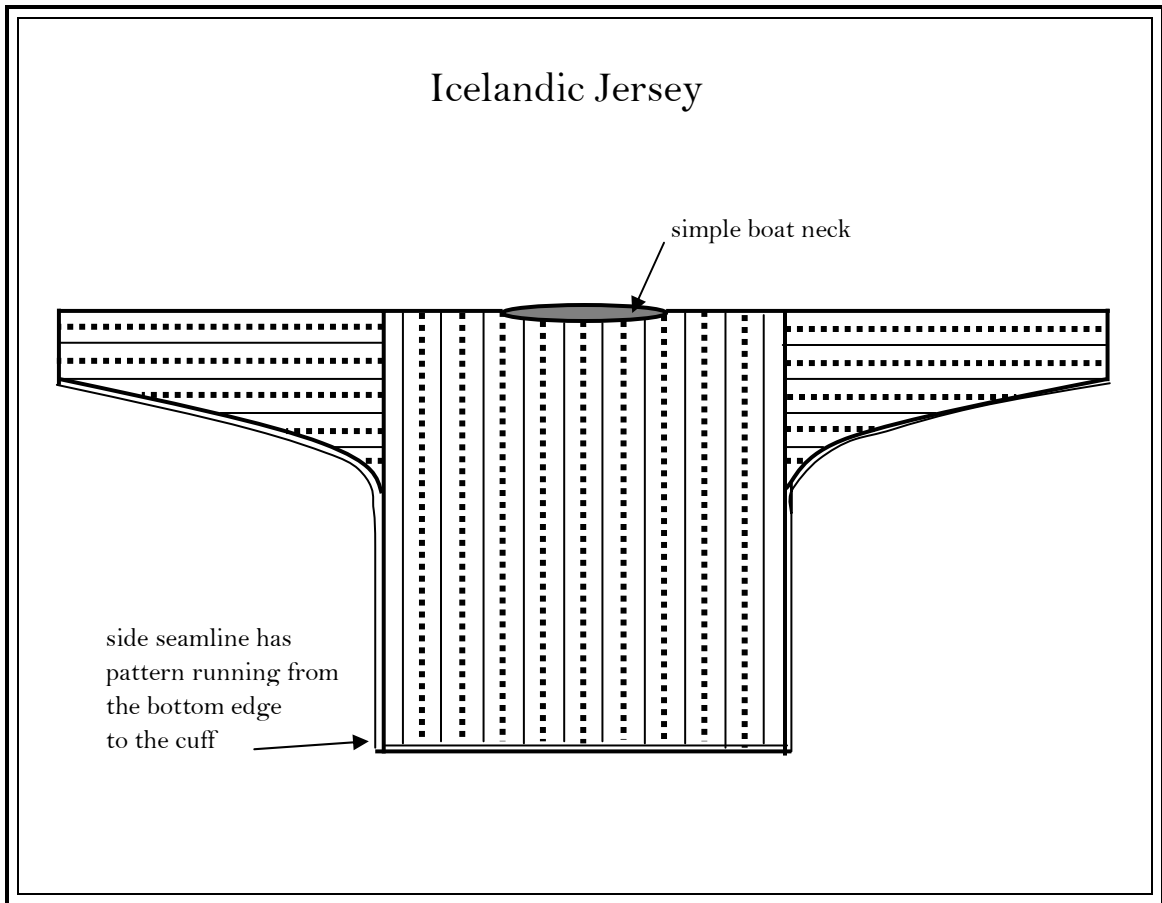 Icelandic Jersey
simple boat neck
side seamline has
pattern running from
the bottom edge
to the cuff